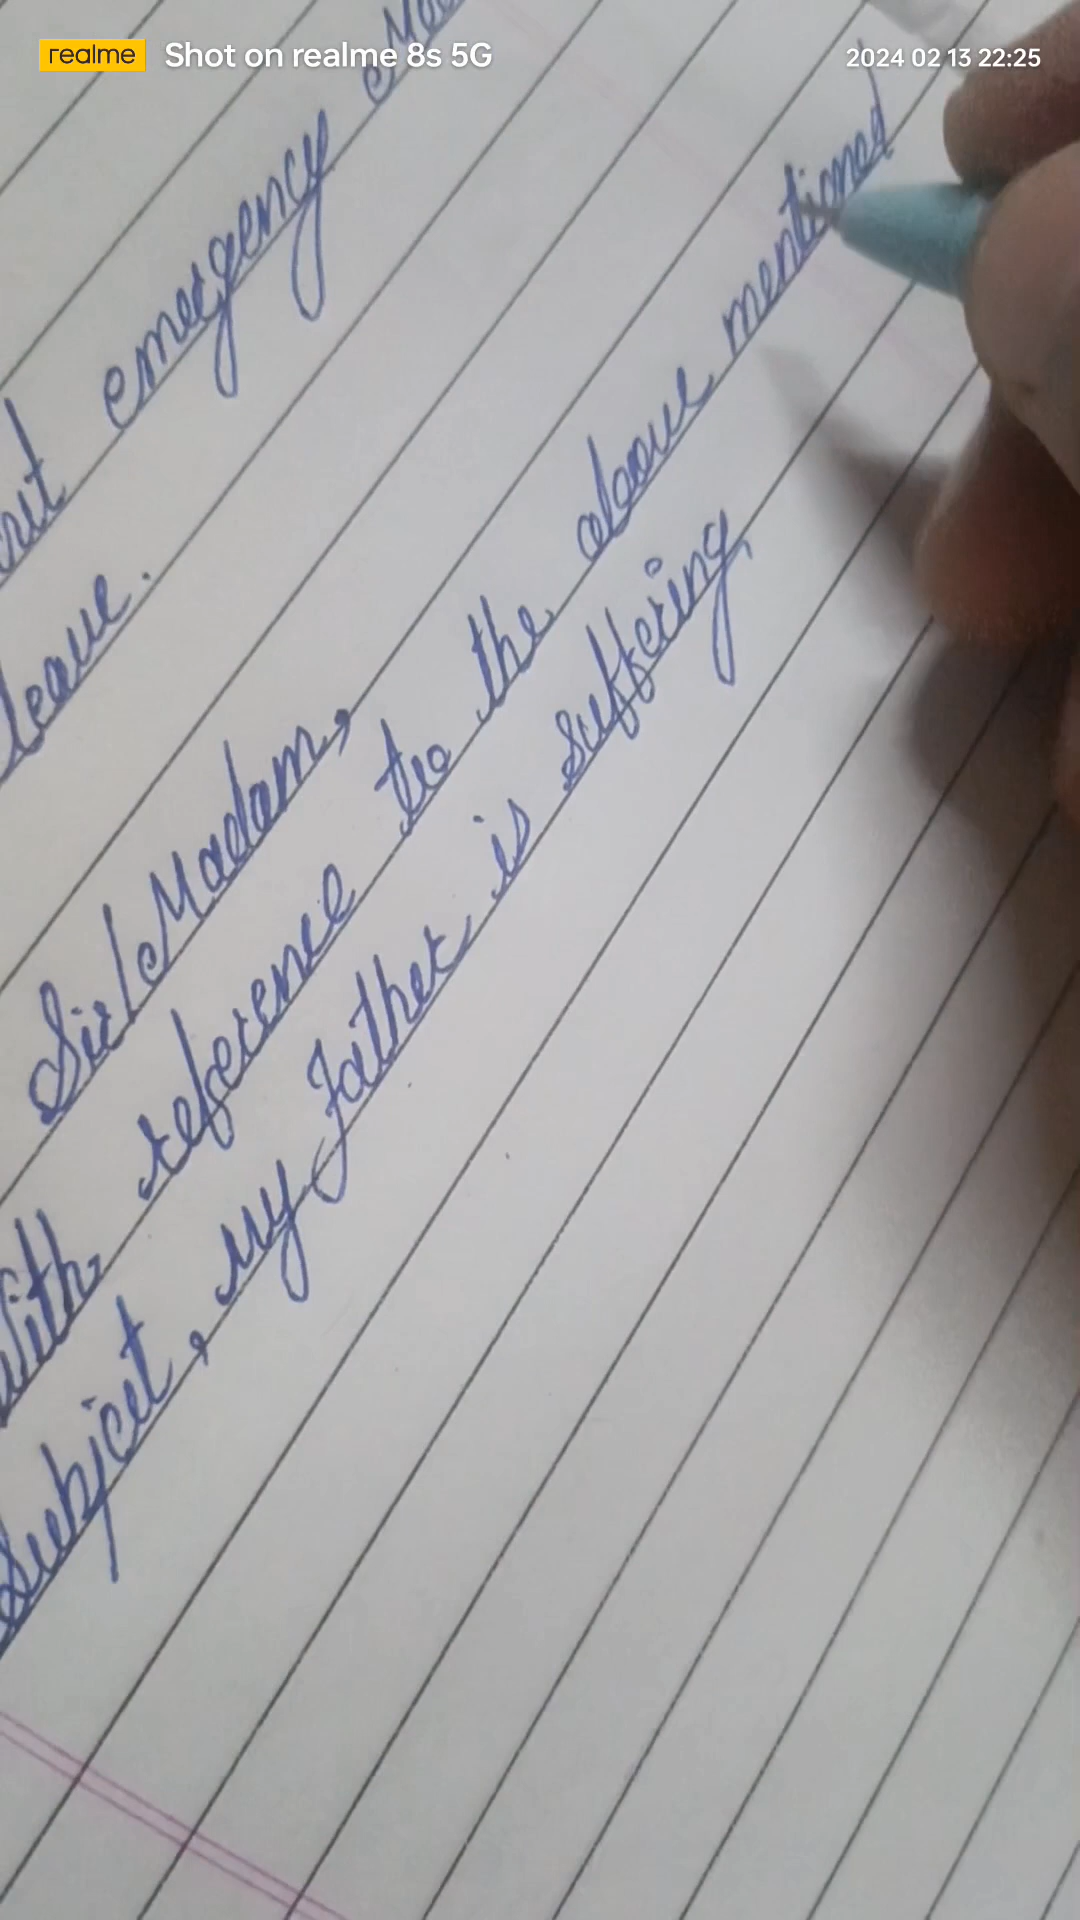 realme Shot on realme 8s 5G
2024 02 13 22:25
emergency
leave.
Sir/Madam,
With reference to the above mentioned
Subject, my Father is suffering